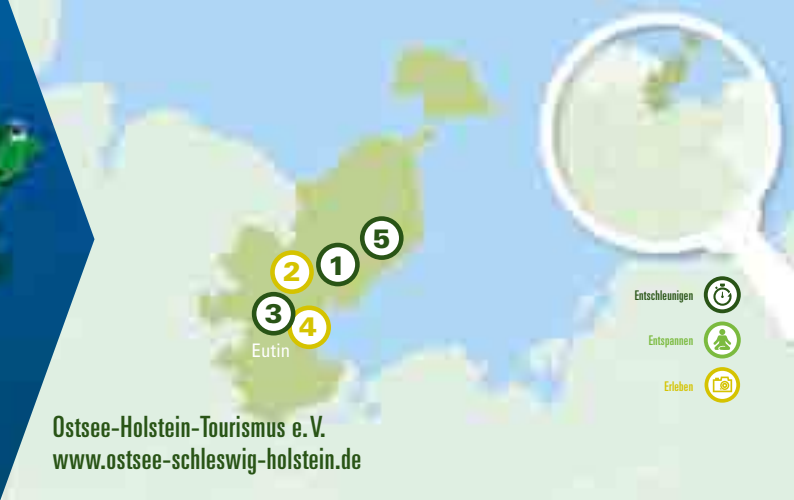 5
1
2
3
4
Eutin
Entschleunigen
Entspannen
Erleben
Ostsee-Holstein-Tourismus e. V.
www.ostsee-schleswig-holstein.de